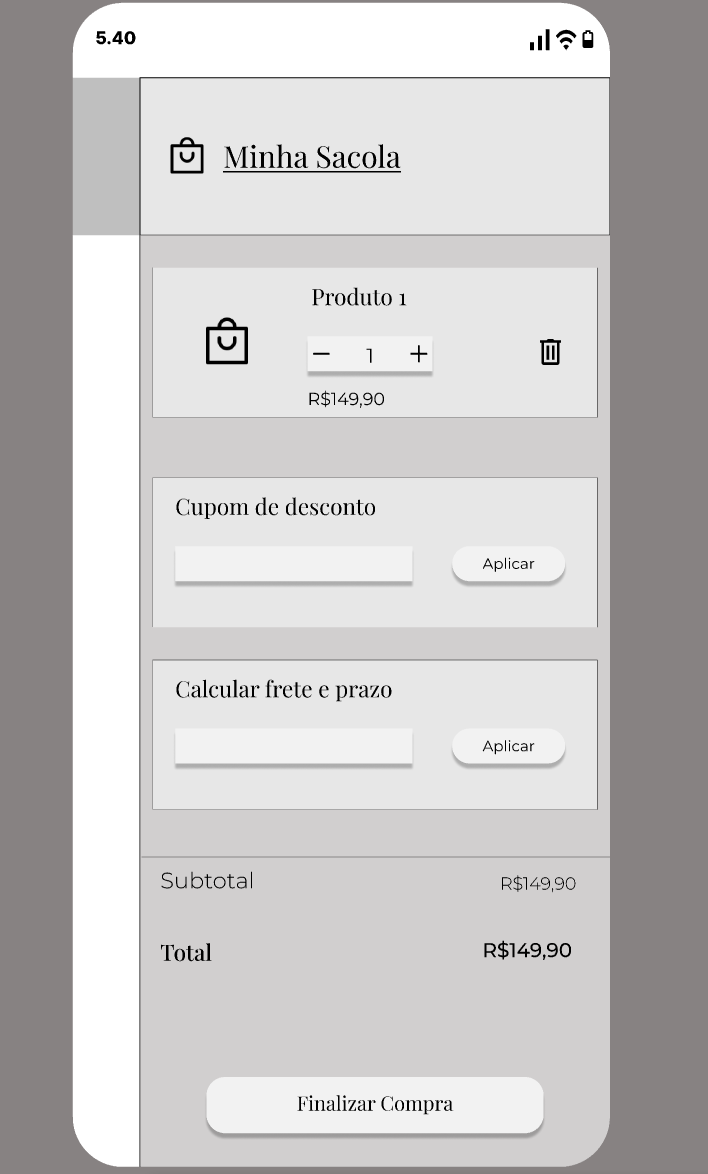 5.40
Minha Sacola
Produto 1
1
R$149,90
Cupom de desconto
Aplicar
Calcular frete e prazo
Aplicar
Subtotal R$149,90
Total R$149,90
Finalizar Compra